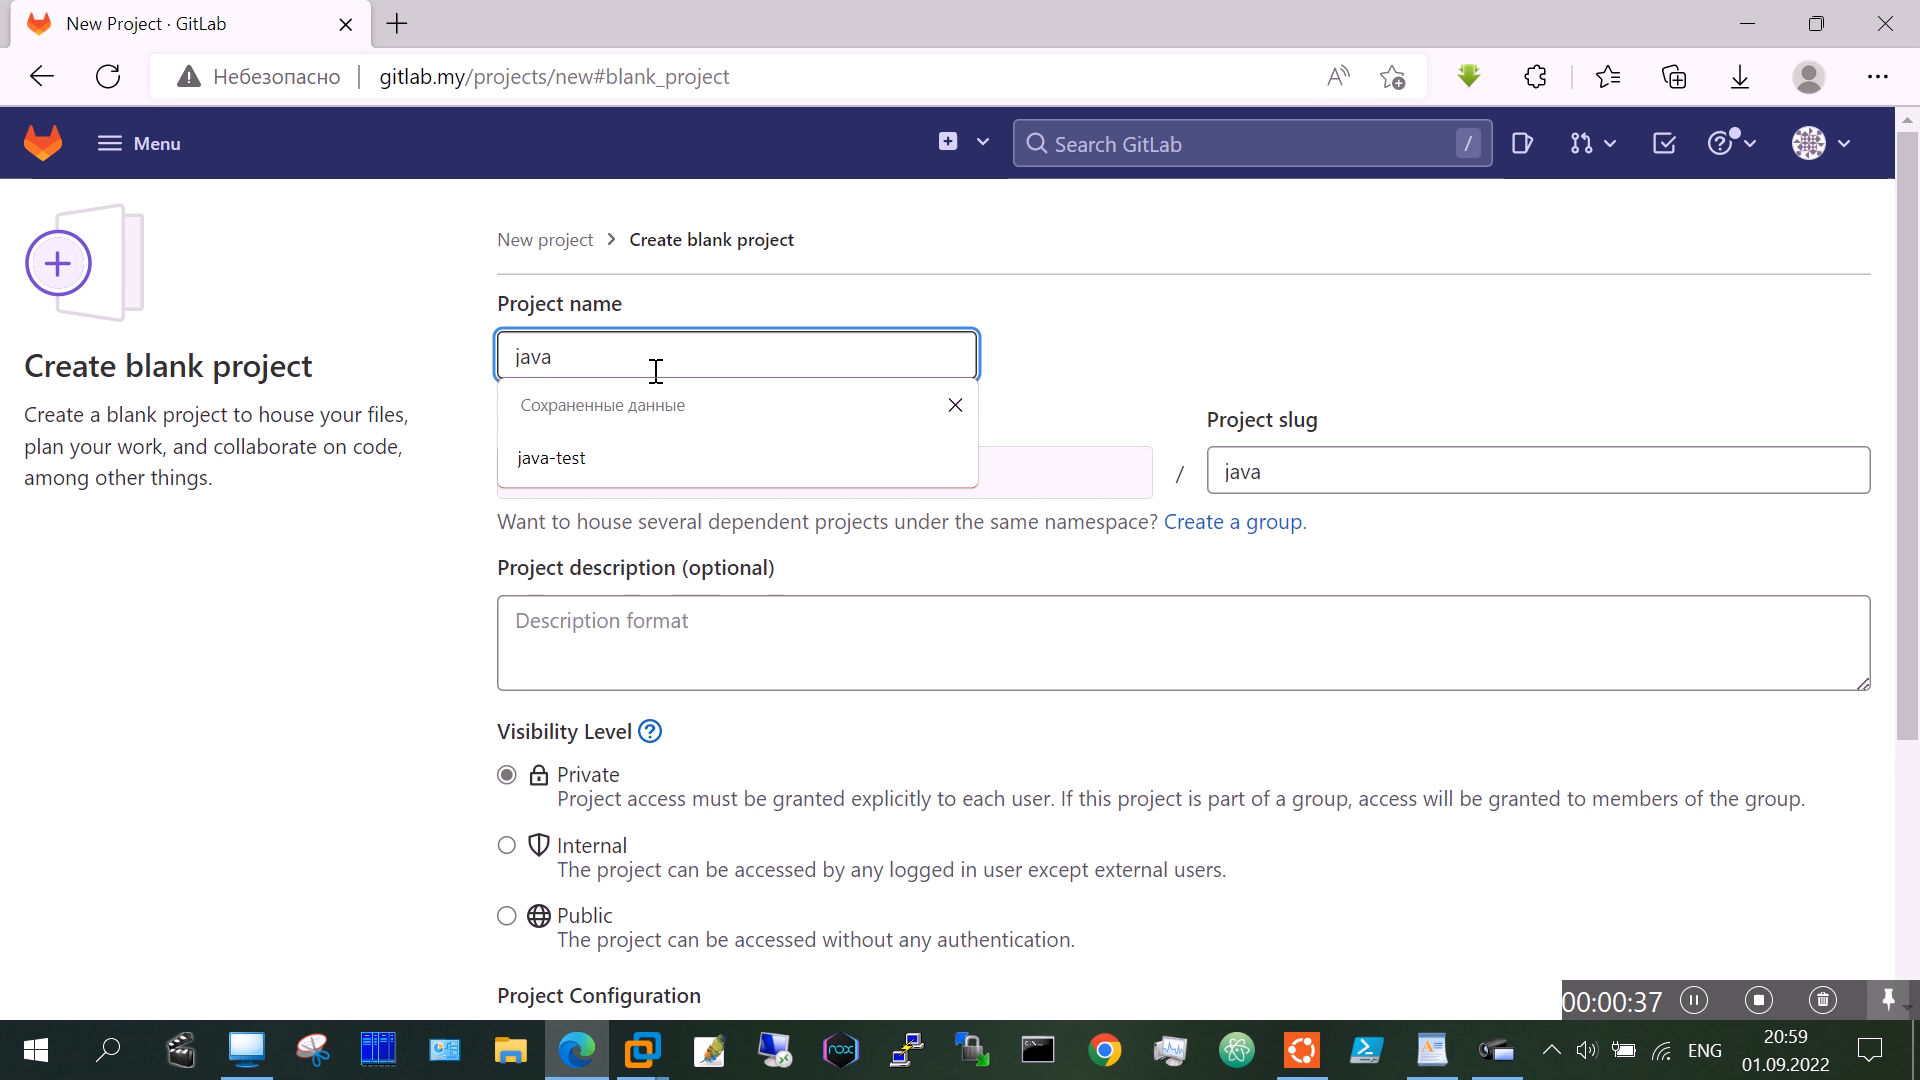 New Project · GitLab
Небезопасно
gitlab.my/projects/new#blank_project
Menu
Search GitLab
/
New project > Create blank project
Create blank project
Create a blank project to house your files,
plan your work, and collaborate on code,
among other things.
Project name
java
Сохраненные данные
java-test
/
Project slug
java
Want to house several dependent projects under the same namespace? Create a group.
Project description (optional)
Description format
Visibility Level
Private
Project access must be granted explicitly to each user. If this project is part of a group, access will be granted to members of the group.
Internal
The project can be accessed by any logged in user except external users.
Public
The project can be accessed without any authentication.
Project Configuration
00:00:37
nox
ENG
20:59
01.09.2022